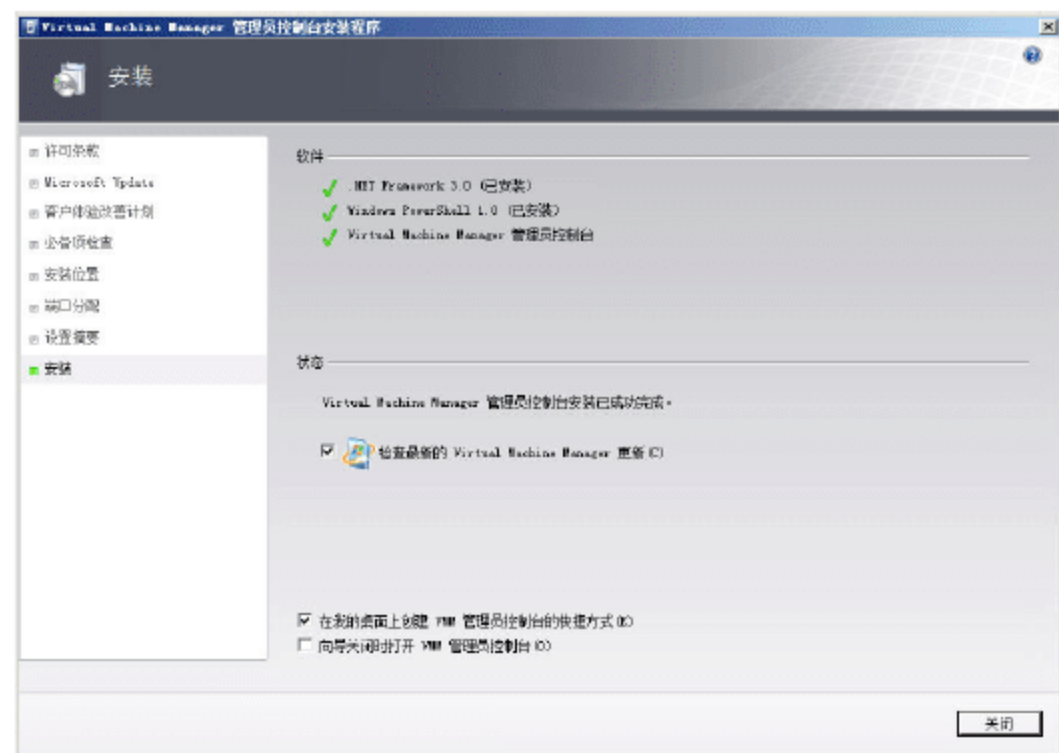 Virtual Machine Manager 管理员控制台安装程序
安装
许可条款
Microsoft Update
客户体验改善计划
必备项检查
安装位置
端口分配
设置摘要
安装
软件
.NET Framework 3.0 (已安装)
Windows PowerShell 1.0 (已安装)
Virtual Machine Manager 管理员控制台
状态
Virtual Machine Manager 管理员控制台安装已成功完成。
检查最新的 Virtual Machine Manager 更新(C)
在我的桌面上创建 VMM 管理员控制台的快捷方式
向导关闭时打开 VMM 管理员控制台(O)
关闭